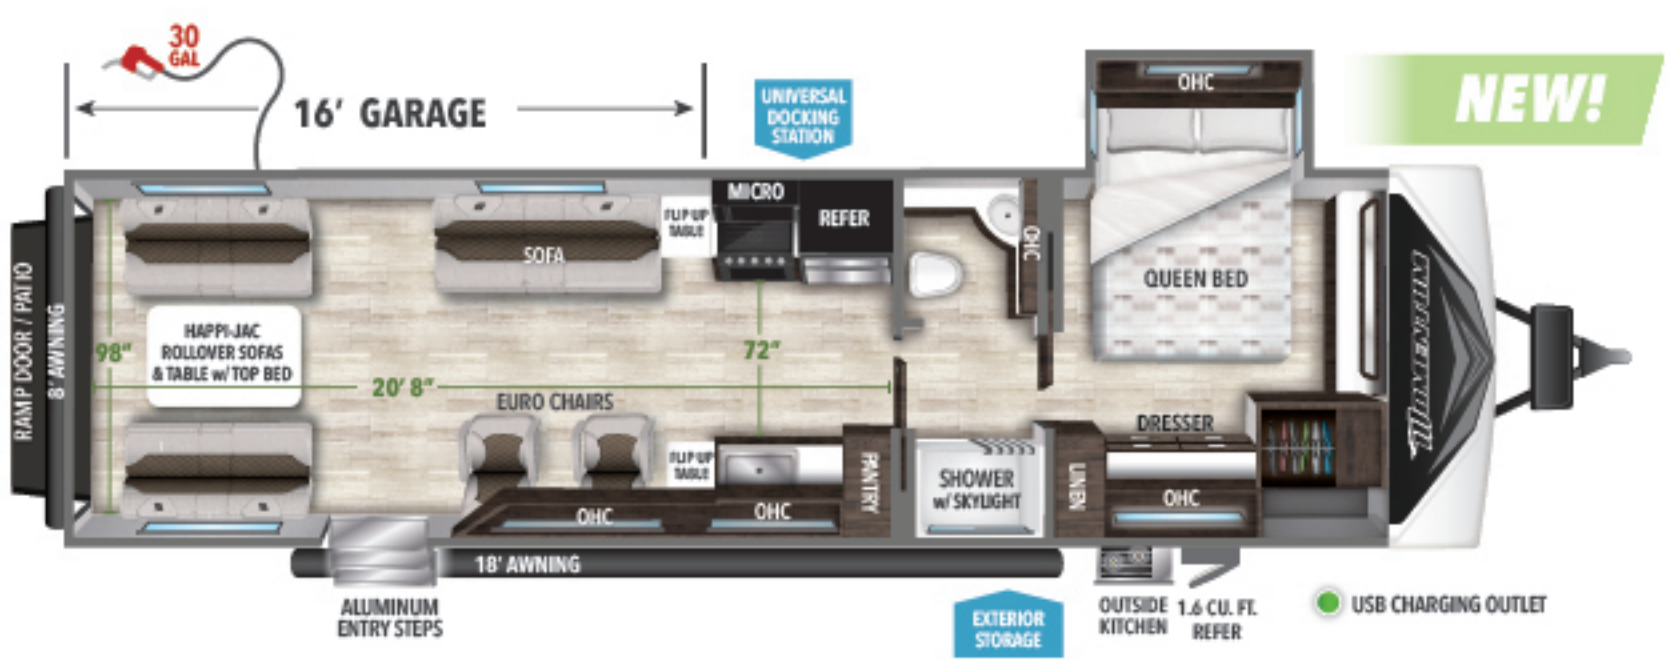 30
GAL
16' GARAGE
UNIVERSAL
DOCKING
STATION
OHC
NEW!
MICRO
REFER
FLIP UP
TABLE
SOFA
OHC
QUEEN BED
RAMP DOOR / PATIO
8' AWNING
98"
HAPPI-JAC
ROLLOVER SOFAS
& TABLE w/ TOP BED
72"
20' 8"
EURO CHAIRS
MOMENTUM
DRESSER
FLIP UP
TABLE
PANTRY
SHOWER
w/ SKYLIGHT
LINEN
OHC
OHC
OHC
18' AWNING
ALUMINUM
ENTRY STEPS
EXTERIOR
STORAGE
OUTSIDE
KITCHEN
1.6 CU. FT.
REFER
USB CHARGING OUTLET